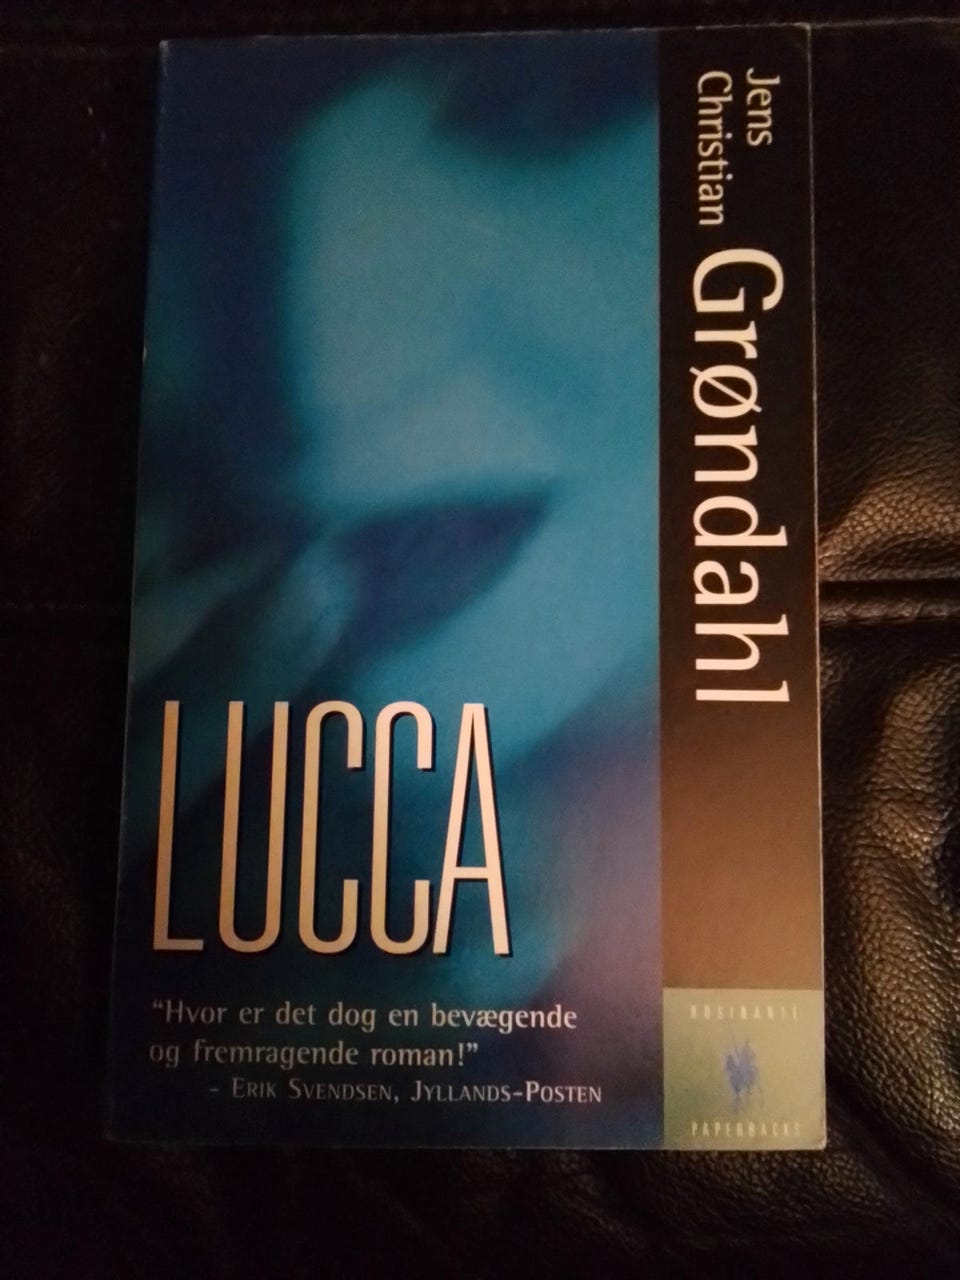 Jens
Christian
Grøndahl
LUCCA
“Hvor er det dog en bevægende
og fremragende roman!”
- ERIK SVENDSEN, JYLLANDS-POSTEN
ROSINANTE
PAPERBACKS